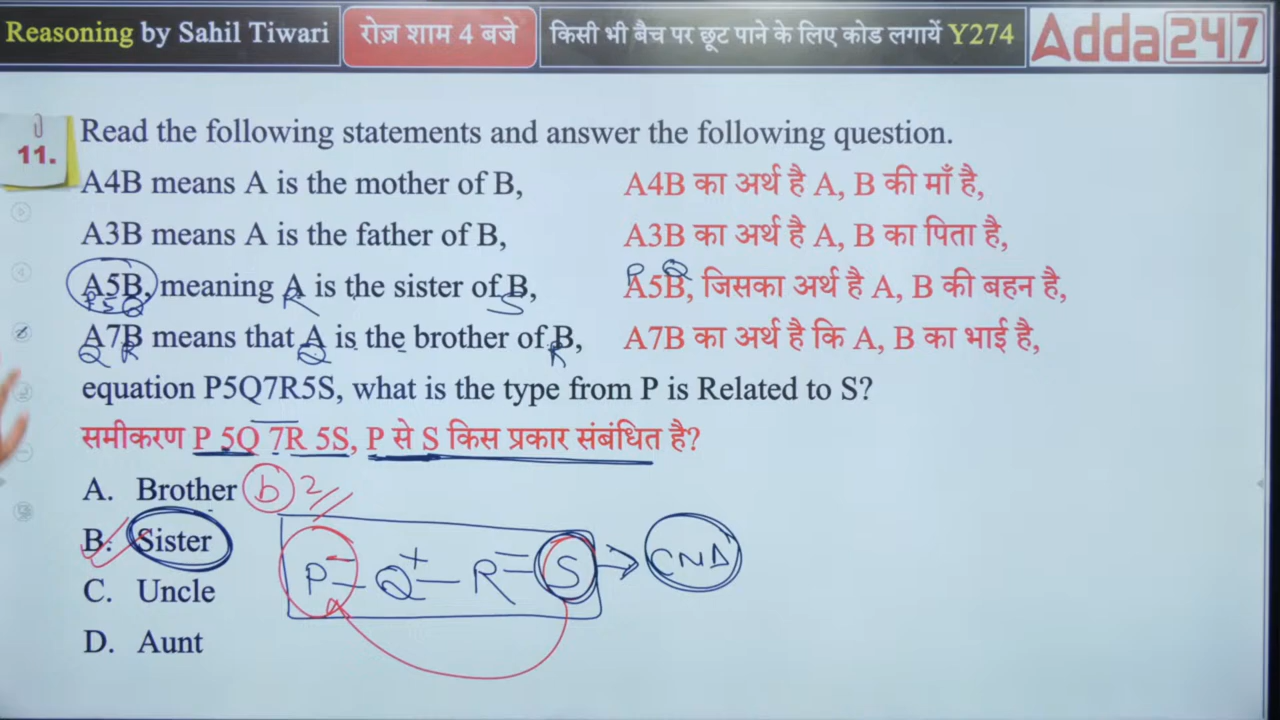 Reasoning by Sahil Tiwari
रोज़ शाम 4 बजे
किसी भी बैच पर छूट पाने के लिए कोड लगायें Y274
Adda247
11.
Read the following statements and answer the following question.
A4B means A is the mother of B,
A4B का अर्थ है A, B की माँ है,
A3B means A is the father of B,
A3B का अर्थ है A, B का पिता है,
P Q
A5B, meaning A is the sister of B,
A5B, जिसका अर्थ है A, B की बहन है,
P 5 Q R S
A7B means that A is the brother of B,
A7B का अर्थ है कि A, B का भाई है,
Q R Q R
equation P5Q7R5S, what is the type from P is Related to S?
समीकरण P 5Q 7R 5S, P से S किस प्रकार संबंधित है?
A. Brother b 2
B. Sister
P - Q + - R - = S → CND
C. Uncle
D. Aunt